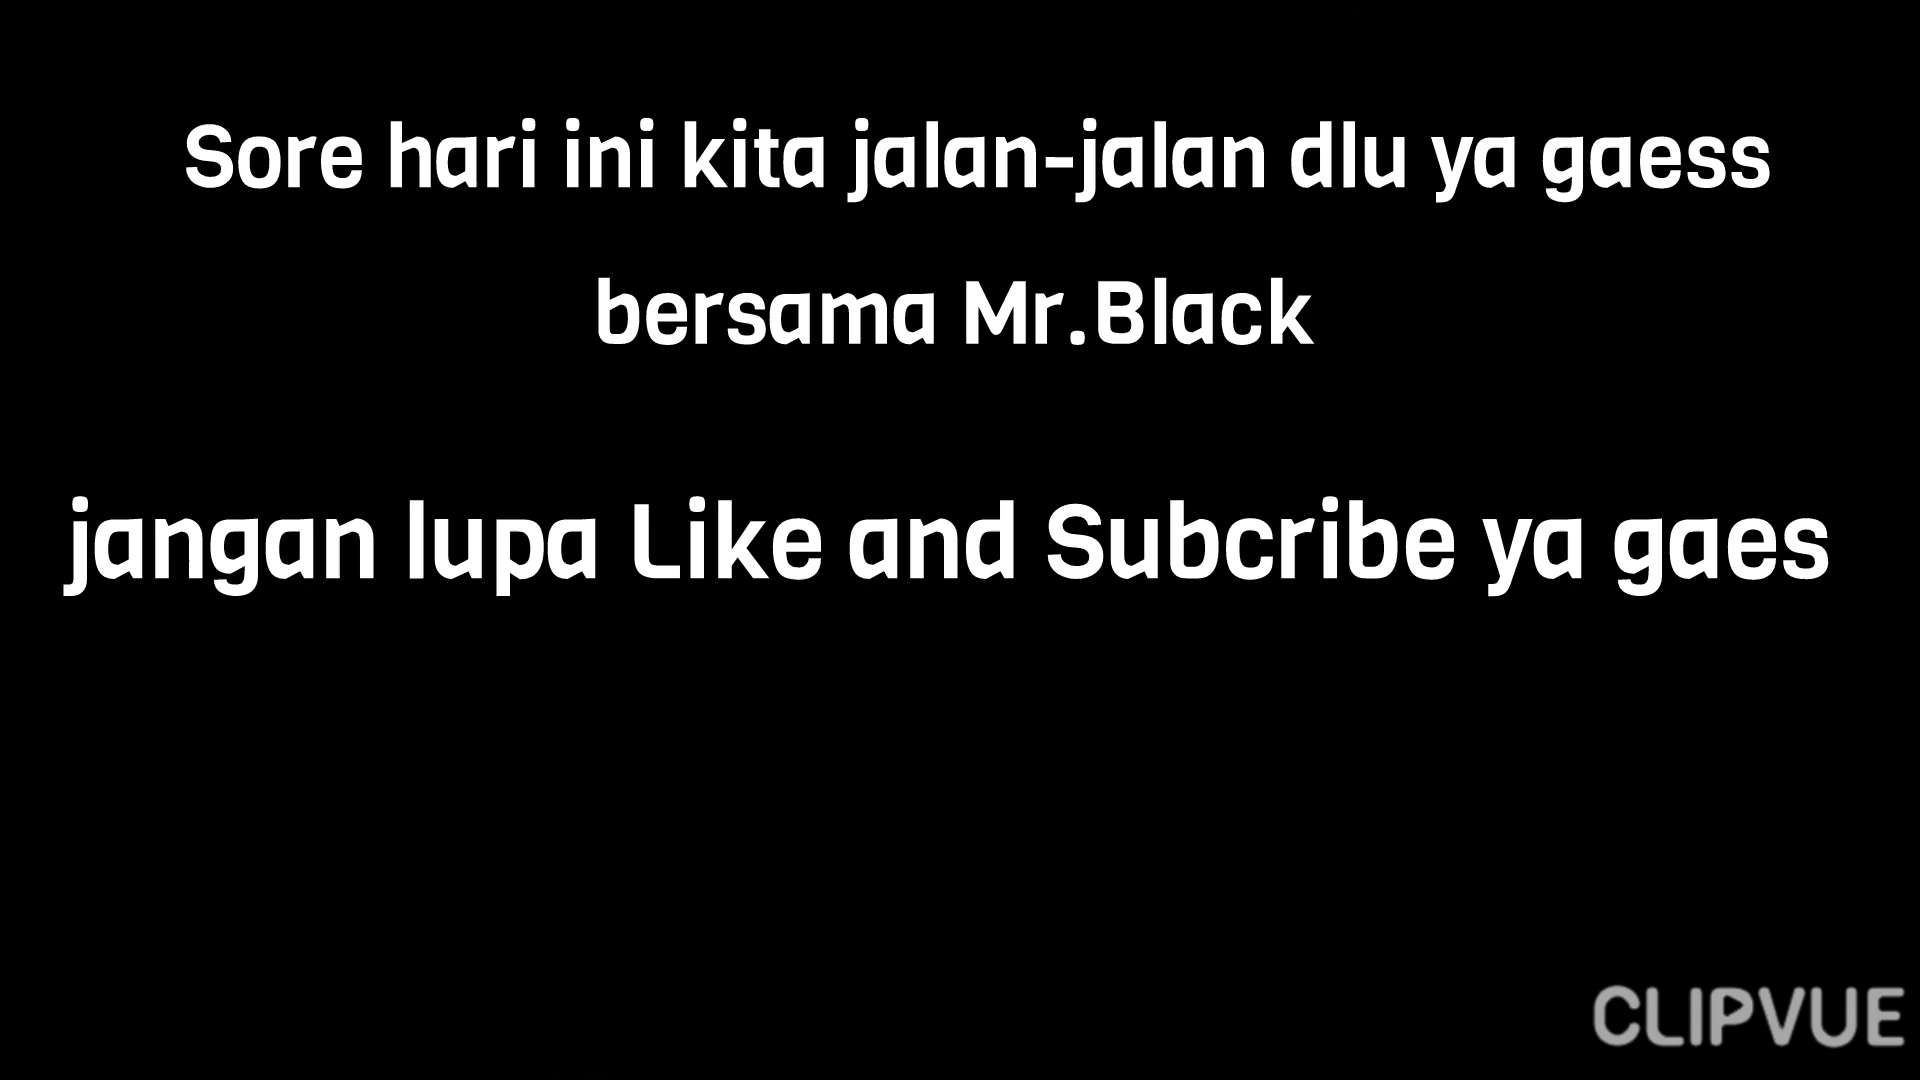 Sore hari ini kita jalan-jalan dlu ya gaess
bersama Mr.Black
jangan lupa Like and Subcribe ya gaes
CLIPVUE